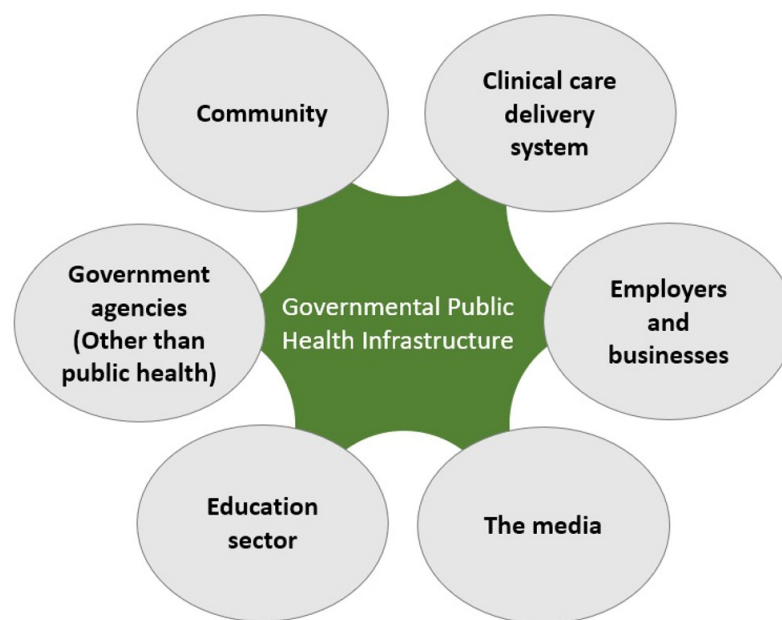 Community
Clinical care
delivery
system
Government
agencies
(Other than
public health)
Governmental Public
Health Infrastructure
Employers
and
businesses
Education
sector
The media